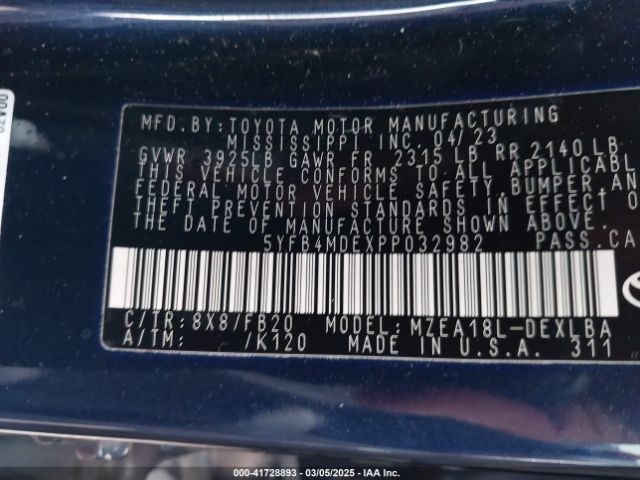 MFD.BY:TOYOTA MOTOR MANUFACTURING
MISSISSIPPI INC. 04/23
GVWR 3925LB GAWR FR 2315 LB RR 2140 LB
THIS VEHICLE CONFORMS TO ALL APPLICABL
FEDERAL MOTOR VEHICLE SAFETY,BUMPER AN
THEFT PREVENTION STANDARDS IN EFFECT O
THE DATE OF MANUFACTURE SHOWN ABOVE.
5YFB4MDEXPP032982 PASS.CA
C/TR:8X8/FB20 MODEL:MZEA18L-DEXLBA
A/TM: /K120 MADE IN U.S.A. 311
000-41728893 — 03/05/2025 — IAA Inc.